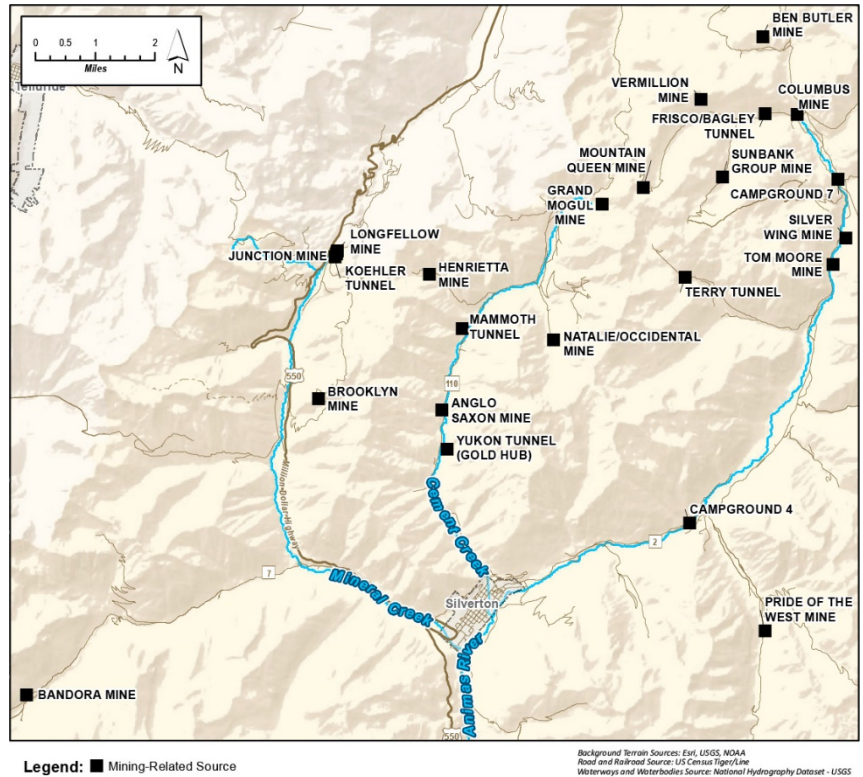 0 0.5 1 2
Miles
N
Telluride
BEN BUTLER
MINE
VERMILLION
MINE
COLUMBUS
MINE
FRISCO/BAGLEY
TUNNEL
MOUNTAIN
QUEEN MINE
SUNBANK
GROUP MINE
GRAND
MOGUL
MINE
CAMPGROUND 7
SILVER
WING MINE
LONGFELLOW
MINE
JUNCTION MINE
KOEHLER
TUNNEL
HENRIETTA
MINE
TOM MOORE
MINE
TERRY TUNNEL
MAMMOTH
TUNNEL
NATALIE/OCCIDENTAL
MINE
550
110
BROOKLYN
MINE
ANGLO
SAXON MINE
YUKON TUNNEL
(GOLD HUB)
Million-Dollar-Highway
Cement Creek
CAMPGROUND 4
2
7
Mineral Creek
Silverton
PRIDE OF THE
WEST MINE
Animas River
BANDORA MINE
550
Legend: Mining-Related Source
Background Terrain Sources: Esri, USGS, NOAA
Road and Railroad Source: US Census Tiger/Line
Waterways and Waterbodies Source: National Hydrography Dataset - USGS